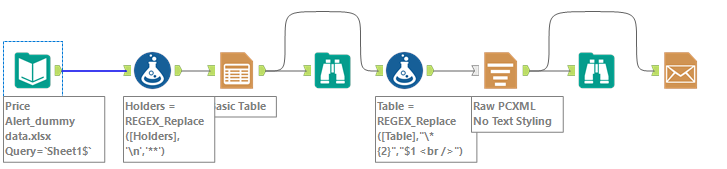 Price
Alert_dummy
data.xlsx
Query=`Sheet1$`
Holders =
REGEX_Replace
([Holders],
'\n','**')
asic Table
Table =
REGEX_Replace
([Table],"\*
{2}","$1 <br />")
Raw PCXML
No Text Styling